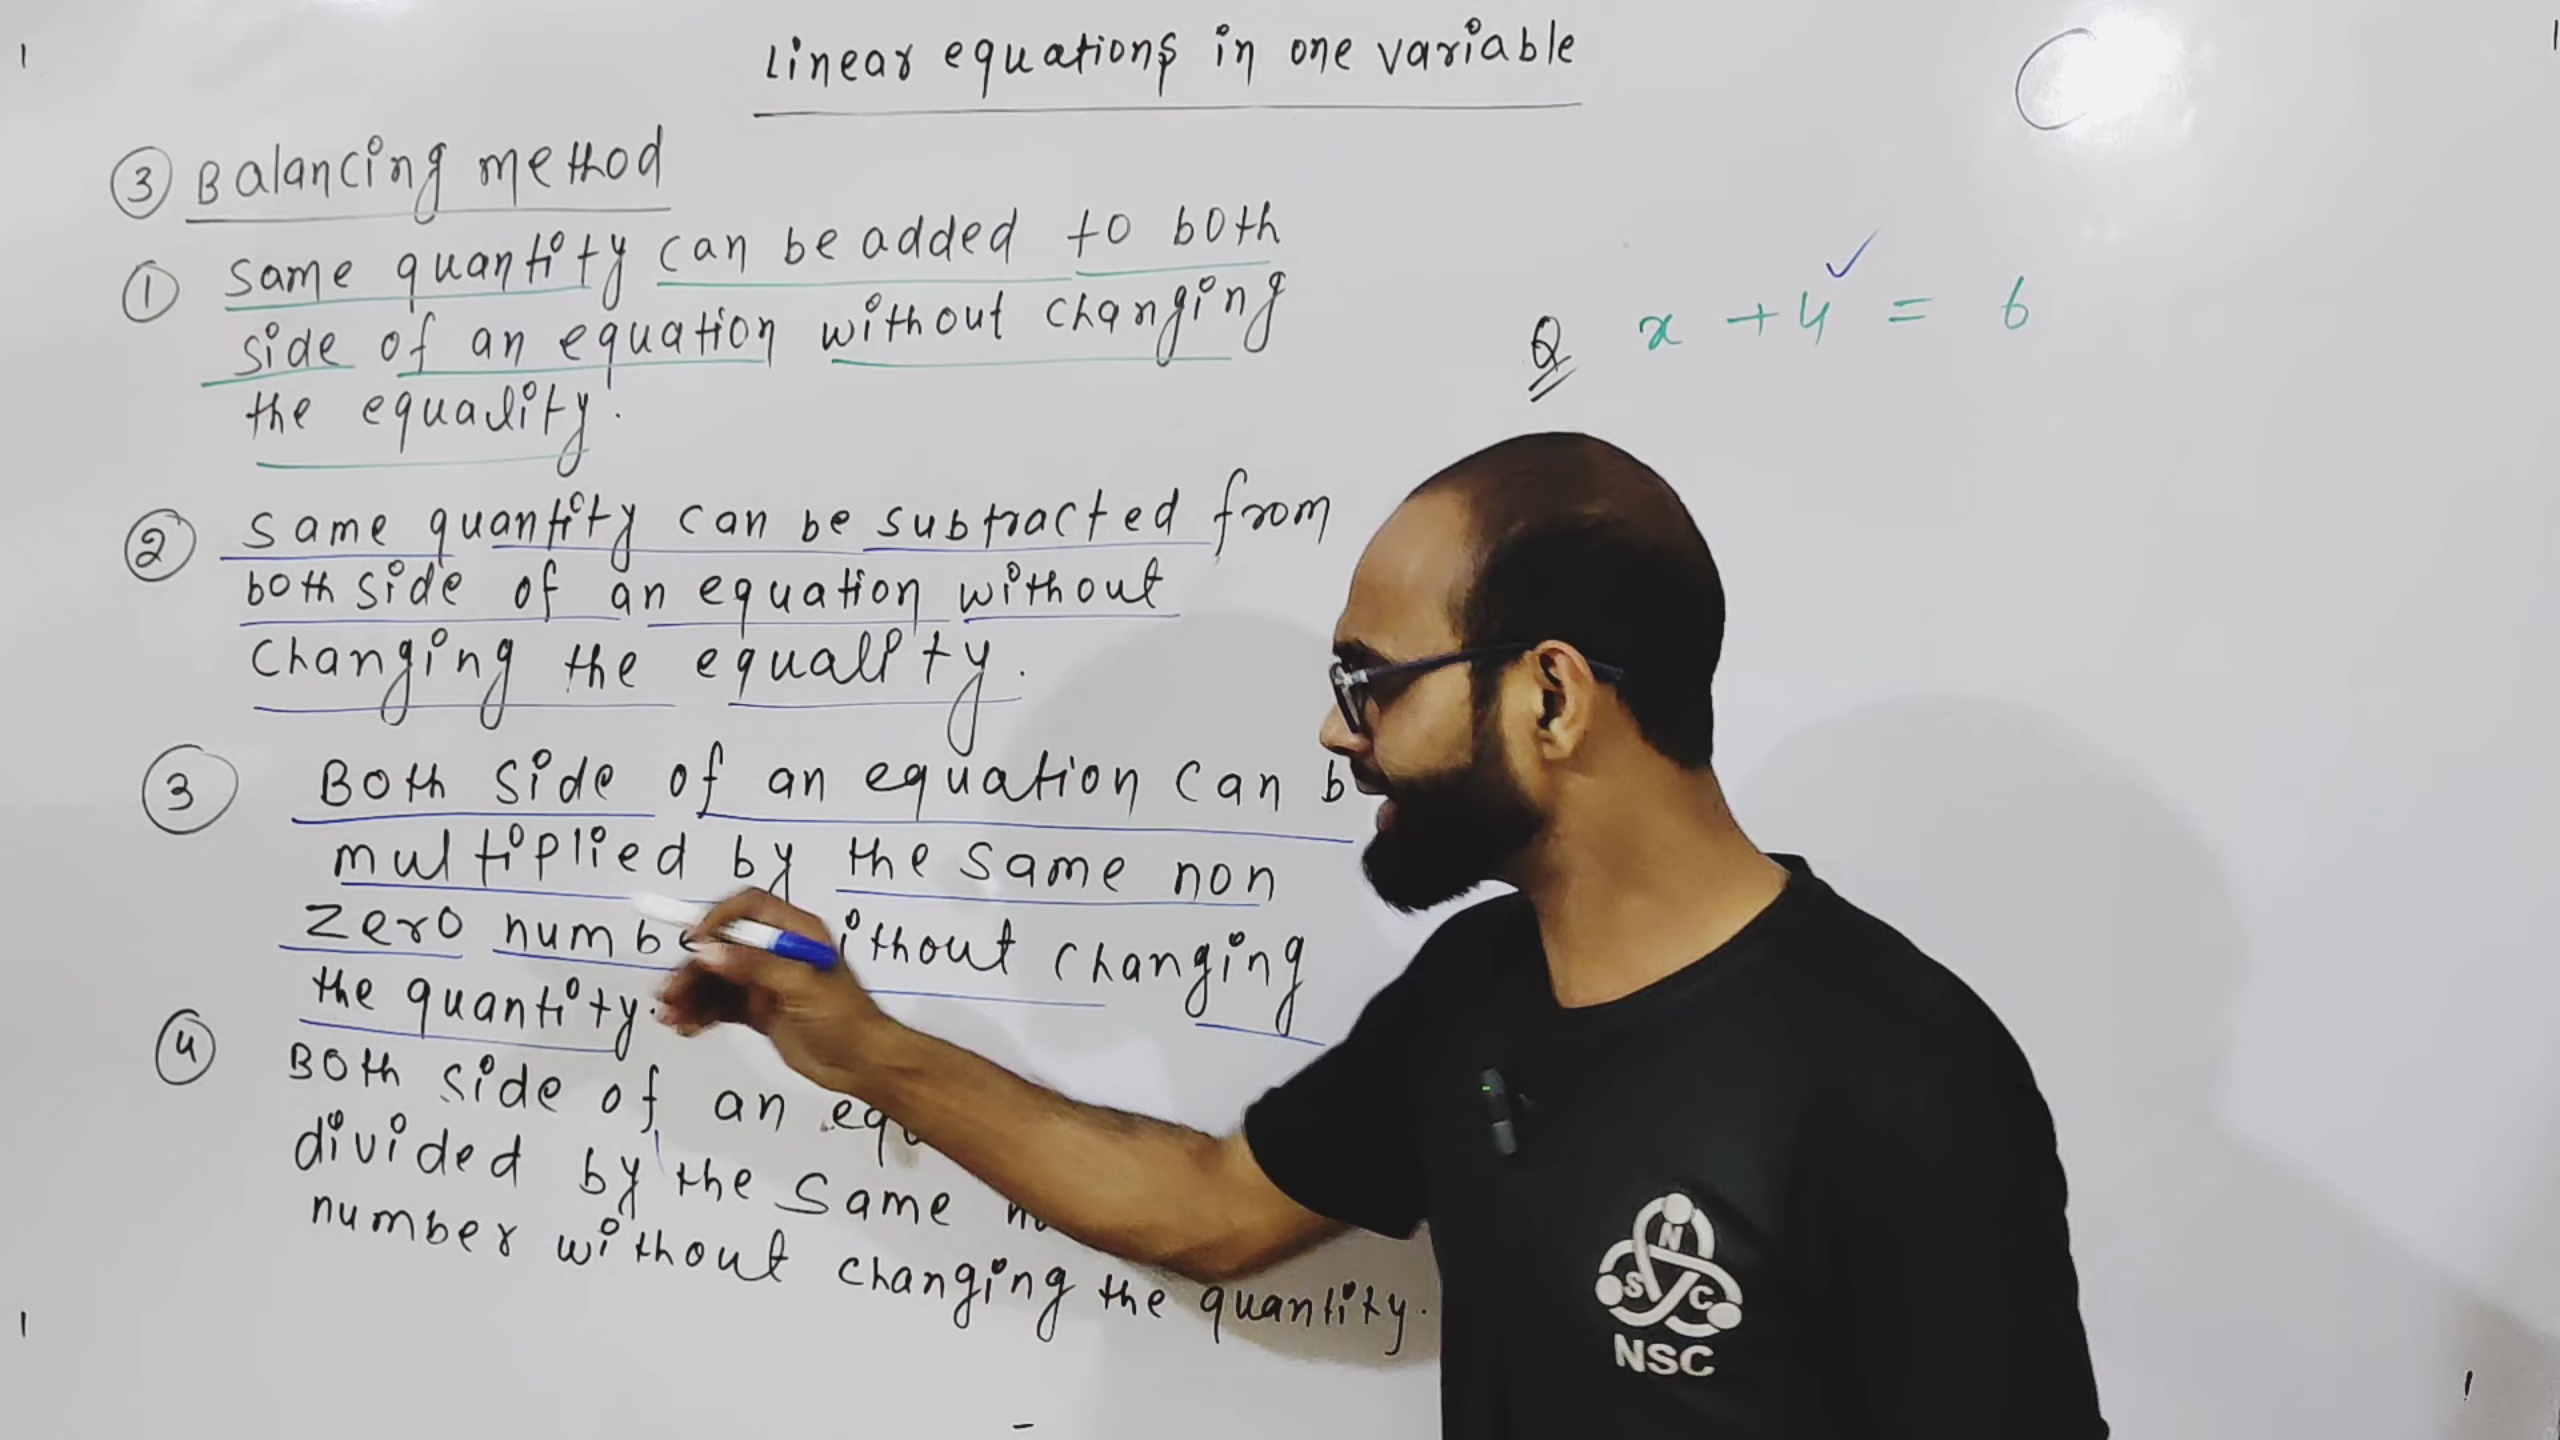 Linear equations in one variable
3 Balancing method
1 Same quantity can be added to both
side of an equation without changing
the equality.
2 Same quantity can be subtracted from
both side of an equation without
changing the equality.
3 Both side of an equation can b
multiplied by the same non
zero numbe ithout changing
the quantity.
4 Both side of an equ
divided by the same
number without changing the quantity.
Q x + 4 = 6
N
S C
NSC